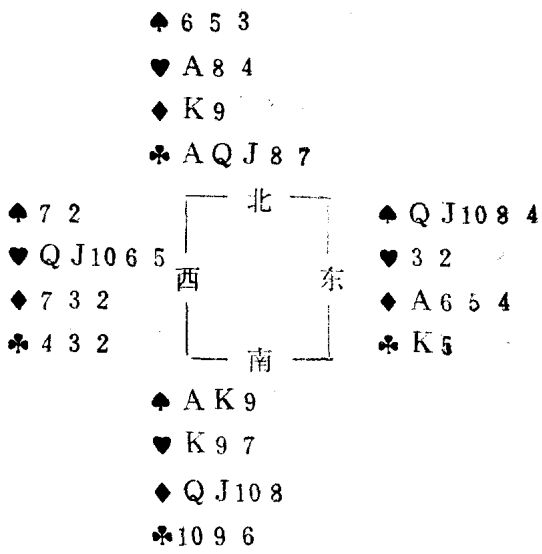 ♠ 6 5 3
♥ A 8 4
♦ K 9
♣ A Q J 8 7
北
♠ 7 2
♥ Q J 10 6 5
♦ 7 3 2
♣ 4 3 2
西
东
♠ Q J 10 8 4
♥ 3 2
♦ A 6 5 4
♣ K 5
南
♠ A K 9
♥ K 9 7
♦ Q J 10 8
♣ 10 9 6